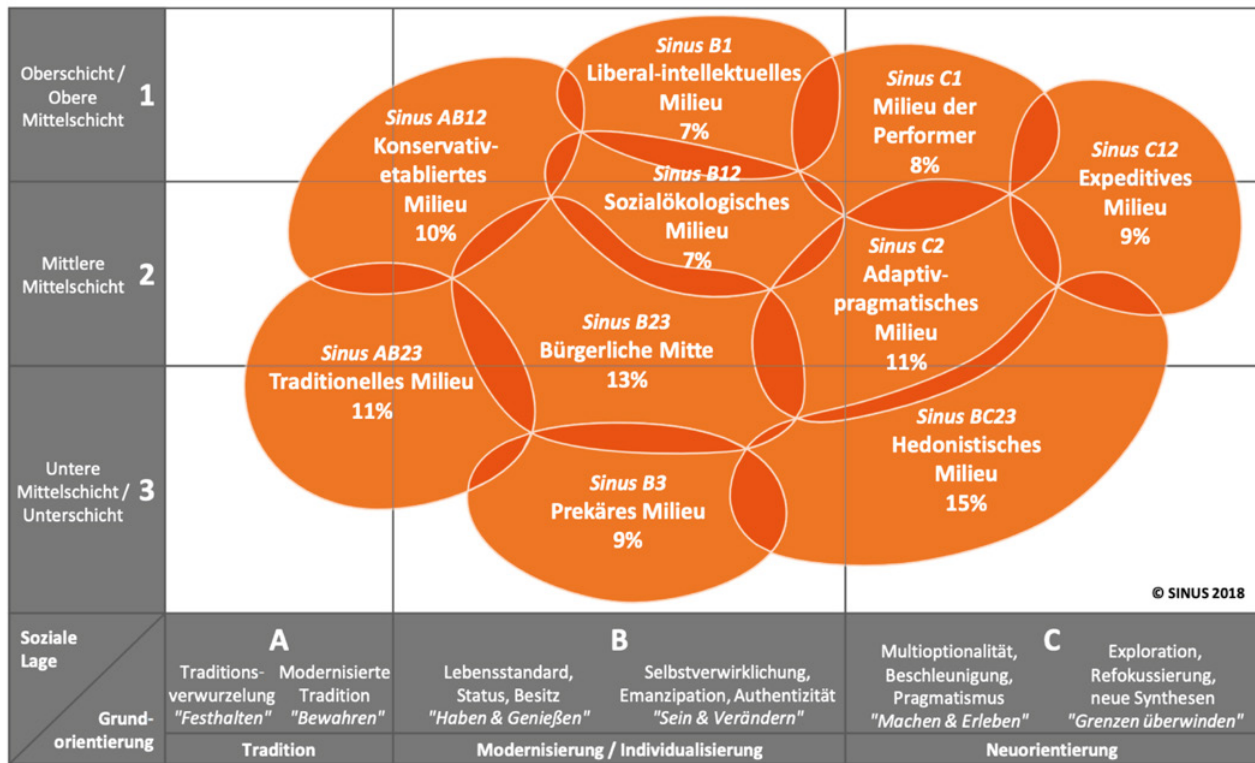 Oberschicht /
Obere
Mittelschicht
1
Mittlere
Mittelschicht
2
Untere
Mittelschicht /
Unterschicht
3
Sinus B1
Liberal-intellektuelles
Milieu
7%
Sinus C1
Milieu der
Performer
8%
Sinus AB12
Konservativ-
etabliertes
Milieu
10%
Sinus C12
Expeditives
Milieu
9%
Sinus B12
Sozialökologisches
Milieu
7%
Sinus C2
Adaptiv-
pragmatisches
Milieu
11%
Sinus B23
Bürgerliche Mitte
13%
Sinus AB23
Traditionelles Milieu
11%
Sinus BC23
Hedonistisches
Milieu
15%
Sinus B3
Prekäres Milieu
9%
© SINUS 2018
Soziale
Lage
Grund-
orientierung
A
Traditions-
verwurzelung
"Festhalten"
Modernisierte
Tradition
"Bewahren"
B
Lebensstandard,
Status, Besitz
"Haben & Genießen"
Selbstverwirklichung,
Emanzipation, Authentizität
"Sein & Verändern"
C
Multioptionalität,
Beschleunigung,
Pragmatismus
"Machen & Erleben"
Exploration,
Refokussierung,
neue Synthesen
"Grenzen überwinden"
Tradition
Modernisierung / Individualisierung
Neuorientierung